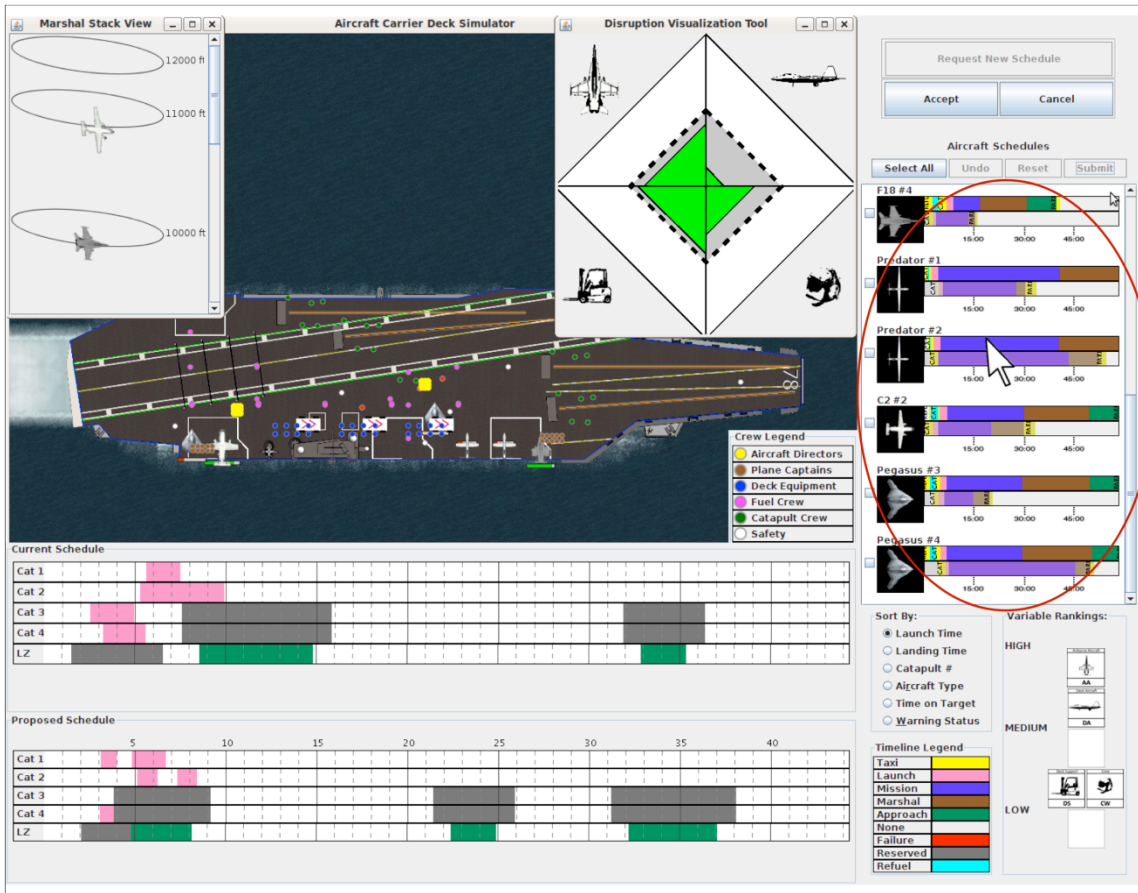 Marshal Stack View
12000 ft
11000 ft
10000 ft
Aircraft Carrier Deck Simulator
Disruption Visualization Tool
78
Crew Legend
Aircraft Directors
Plane Captains
Deck Equipment
Fuel Crew
Catapult Crew
Safety
Request New Schedule
Accept
Cancel
Aircraft Schedules
Select All
Undo
Reset
Submit
F18 #4
15:00 30:00 45:00
Predator #1
CAT
15:00 30:00 45:00
Predator #2
CAT
15:00 30:00 45:00
C2 #2
CAT
15:00 30:00 45:00
Pegasus #3
CAT
15:00 30:00 45:00
Pegasus #4
CAT
15:00 30:00 45:00
Current Schedule
Cat 1
Cat 2
Cat 3
Cat 4
LZ
Proposed Schedule
5 10 15 20 25 30 35 40
Cat 1
Cat 2
Cat 3
Cat 4
LZ
Sort By:
Launch Time
Landing Time
Catapult #
Aircraft Type
Time on Target
Warning Status
Timeline Legend
Taxi
Launch
Mission
Marshal
Approach
None
Failure
Reserved
Refuel
Variable Rankings:
HIGH
AA
DA
MEDIUM
DS
CW
LOW